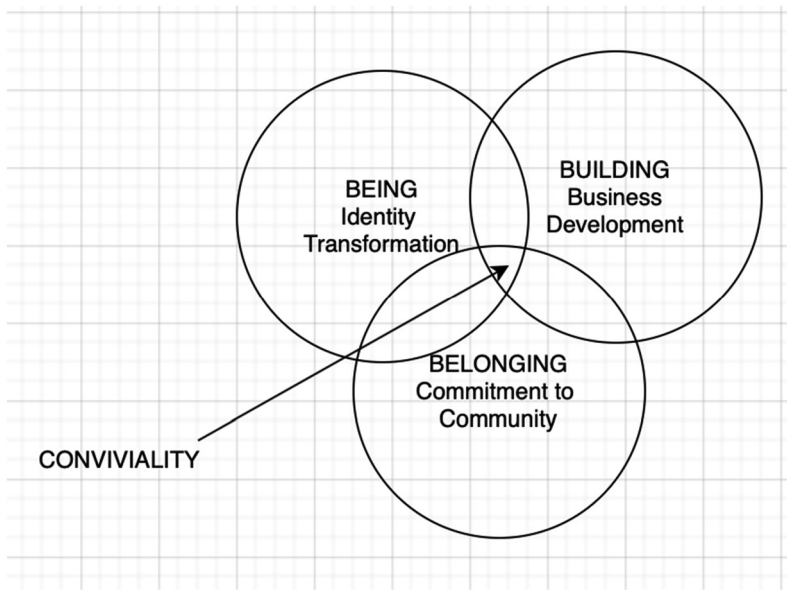 BEING
Identity
Transformation
BUILDING
Business
Development
BELONGING
Commitment to
Community
CONVIVIALITY